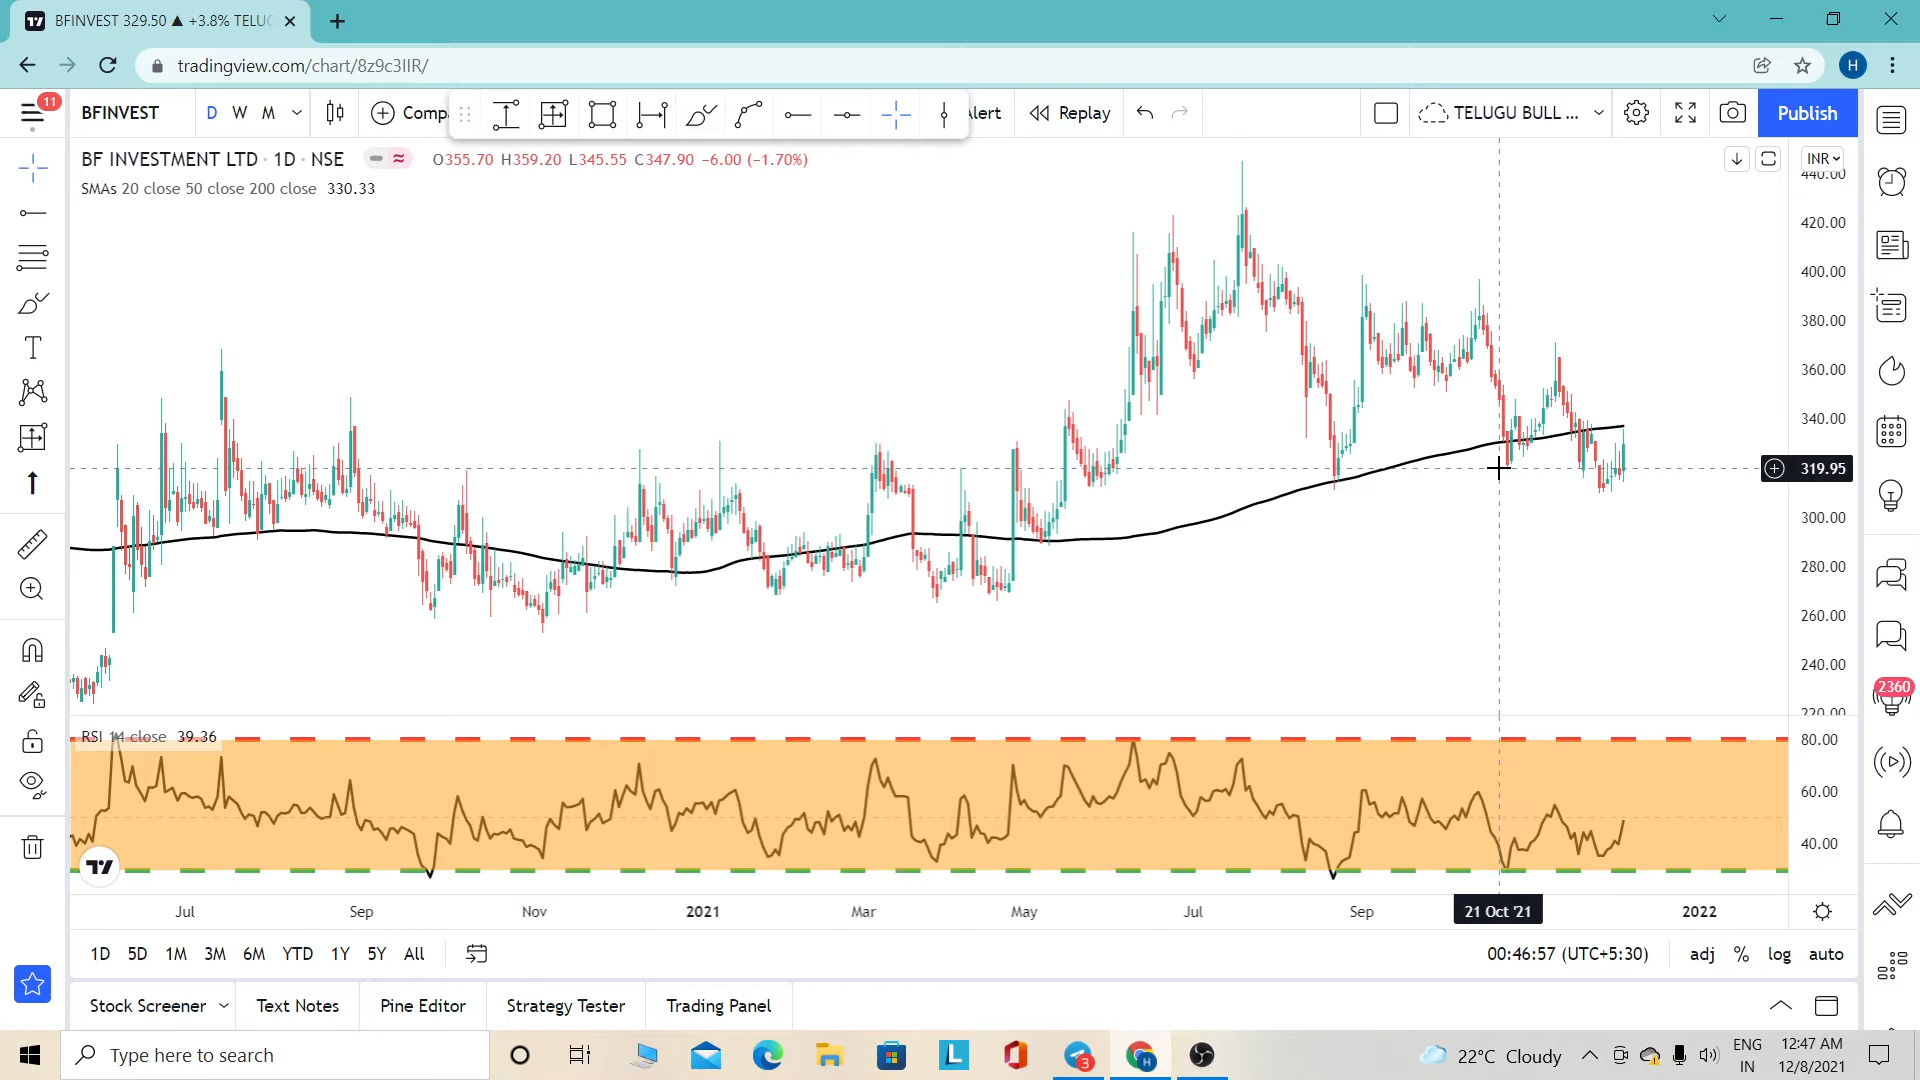 BFINVEST 329.50 ▲ +3.8% TELUG
tradingview.com/chart/8z9c3IIR/
H
11
BFINVEST
D W M
Comp
Alert
Replay
TELUGU BULL ...
Publish
BF INVESTMENT LTD · 1D · NSE
O355.70 H359.20 L345.55 C347.90 −6.00 (−1.70%)
SMAs 20 close 50 close 200 close 330.33
INR
440.00
420.00
400.00
380.00
360.00
340.00
319.95
300.00
280.00
260.00
240.00
220.00
2360
RSI 14 close 39.36
80.00
60.00
40.00
Jul Sep Nov 2021 Mar May Jul Sep 21 Oct '21 2022
1D 5D 1M 3M 6M YTD 1Y 5Y All
00:46:57 (UTC+5:30) adj % log auto
Stock Screener Text Notes Pine Editor Strategy Tester Trading Panel
Type here to search
L
3
H
22°C Cloudy
ENG
IN
12:47 AM
12/8/2021